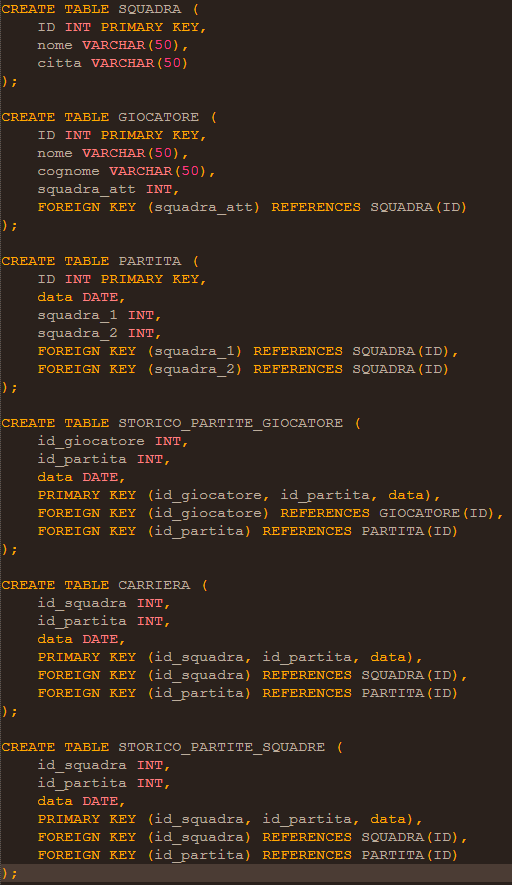 CREATE TABLE SQUADRA (
    ID INT PRIMARY KEY,
    nome VARCHAR(50),
    citta VARCHAR(50)
);

CREATE TABLE GIOCATORE (
    ID INT PRIMARY KEY,
    nome VARCHAR(50),
    cognome VARCHAR(50),
    squadra_att INT,
    FOREIGN KEY (squadra_att) REFERENCES SQUADRA(ID)
);

CREATE TABLE PARTITA (
    ID INT PRIMARY KEY,
    data DATE,
    squadra_1 INT,
    squadra_2 INT,
    FOREIGN KEY (squadra_1) REFERENCES SQUADRA(ID),
    FOREIGN KEY (squadra_2) REFERENCES SQUADRA(ID)
);

CREATE TABLE STORICO_PARTITE_GIOCATORE (
    id_giocatore INT,
    id_partita INT,
    data DATE,
    PRIMARY KEY (id_giocatore, id_partita, data),
    FOREIGN KEY (id_giocatore) REFERENCES GIOCATORE(ID),
    FOREIGN KEY (id_partita) REFERENCES PARTITA(ID)
);

CREATE TABLE CARRIERA (
    id_squadra INT,
    id_partita INT,
    data DATE,
    PRIMARY KEY (id_squadra, id_partita, data),
    FOREIGN KEY (id_squadra) REFERENCES SQUADRA(ID),
    FOREIGN KEY (id_partita) REFERENCES PARTITA(ID)
);

CREATE TABLE STORICO_PARTITE_SQUADRE (
    id_squadra INT,
    id_partita INT,
    data DATE,
    PRIMARY KEY (id_squadra, id_partita, data),
    FOREIGN KEY (id_squadra) REFERENCES SQUADRA(ID),
    FOREIGN KEY (id_partita) REFERENCES PARTITA(ID)
);